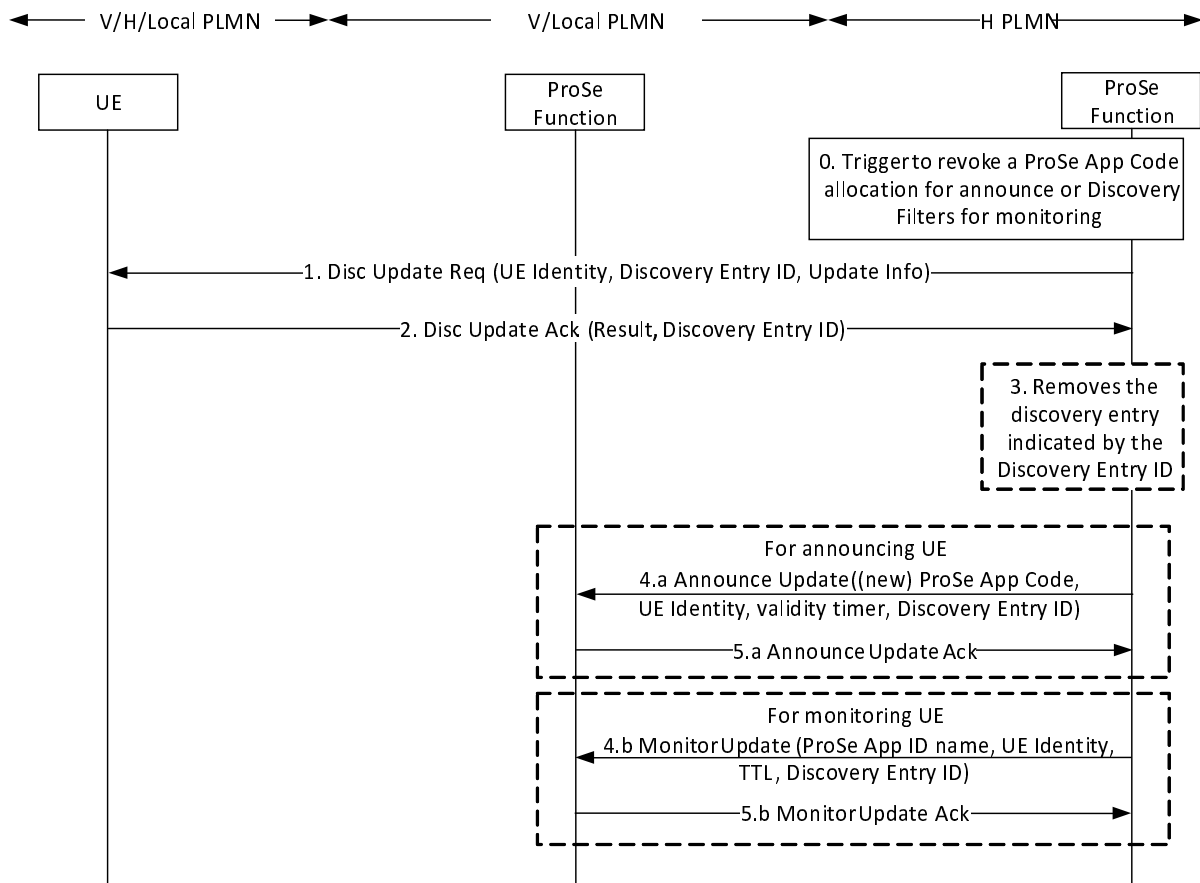 V/H/Local PLMN
V/Local PLMN
H PLMN
UE
ProSe
Function
ProSe
Function
0. Trigger to revoke a ProSe App Code
allocation for announce or Discovery
Filters for monitoring
1. Disc Update Req (UE Identity, Discovery Entry ID, Update Info)
2. Disc Update Ack (Result, Discovery Entry ID)
3. Removes the
discovery entry
indicated by the
Discovery Entry ID
For announcing UE
4.a Announce Update((new) ProSe App Code,
UE Identity, validity timer, Discovery Entry ID)
5.a Announce Update Ack
For monitoring UE
4.b Monitor Update (ProSe App ID name, UE Identity,
TTL, Discovery Entry ID)
5.b Monitor Update Ack